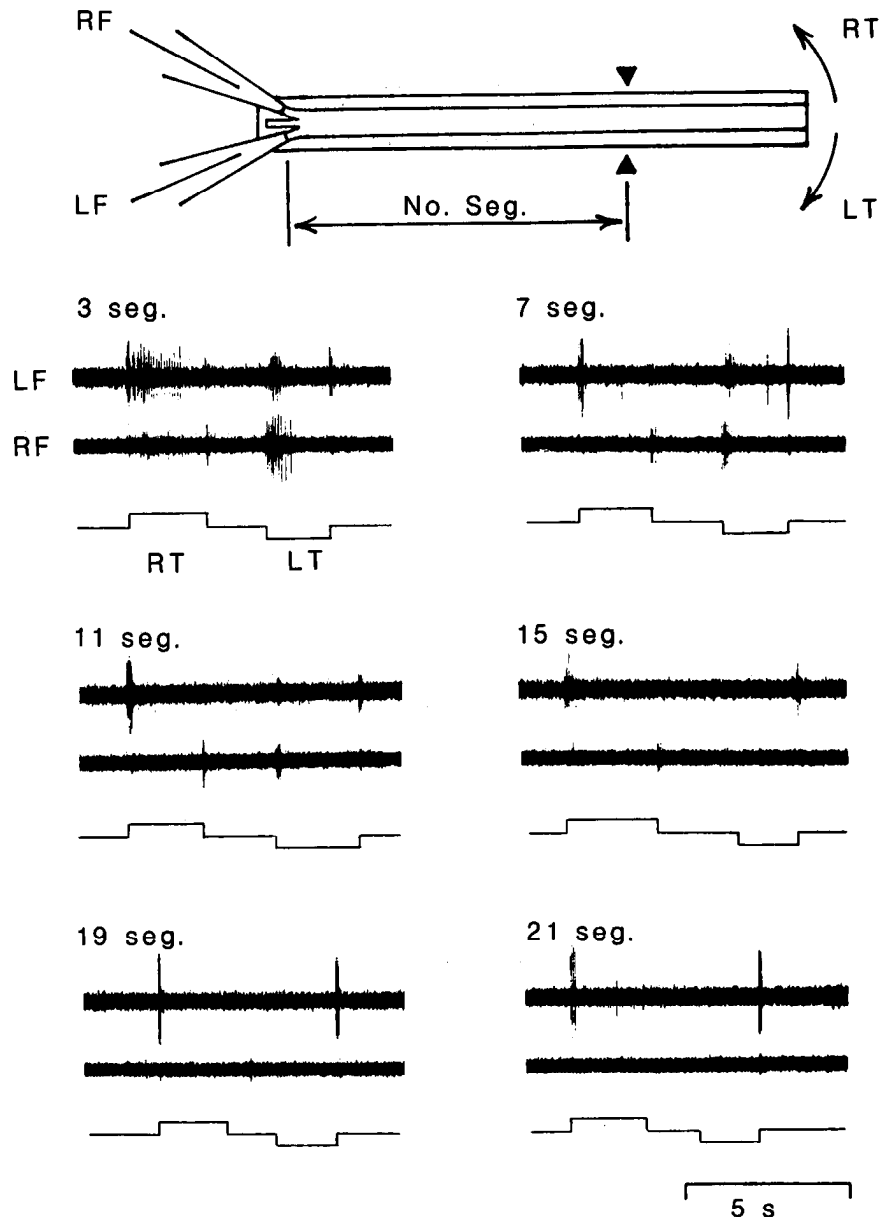 RF
RT
LF
No. Seg.
LT
3 seg.
7 seg.
LF
RF
RT
LT
11 seg.
15 seg.
19 seg.
21 seg.
5 s